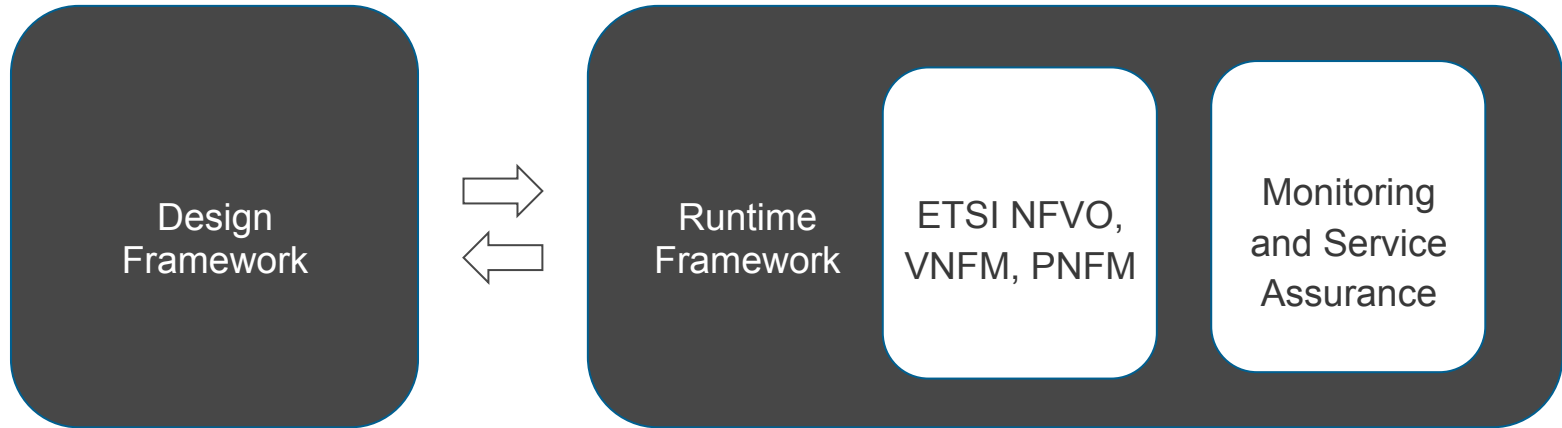 Design
Framework
Runtime
Framework
ETSI NFVO,
VNFM, PNFM
Monitoring
and Service
Assurance